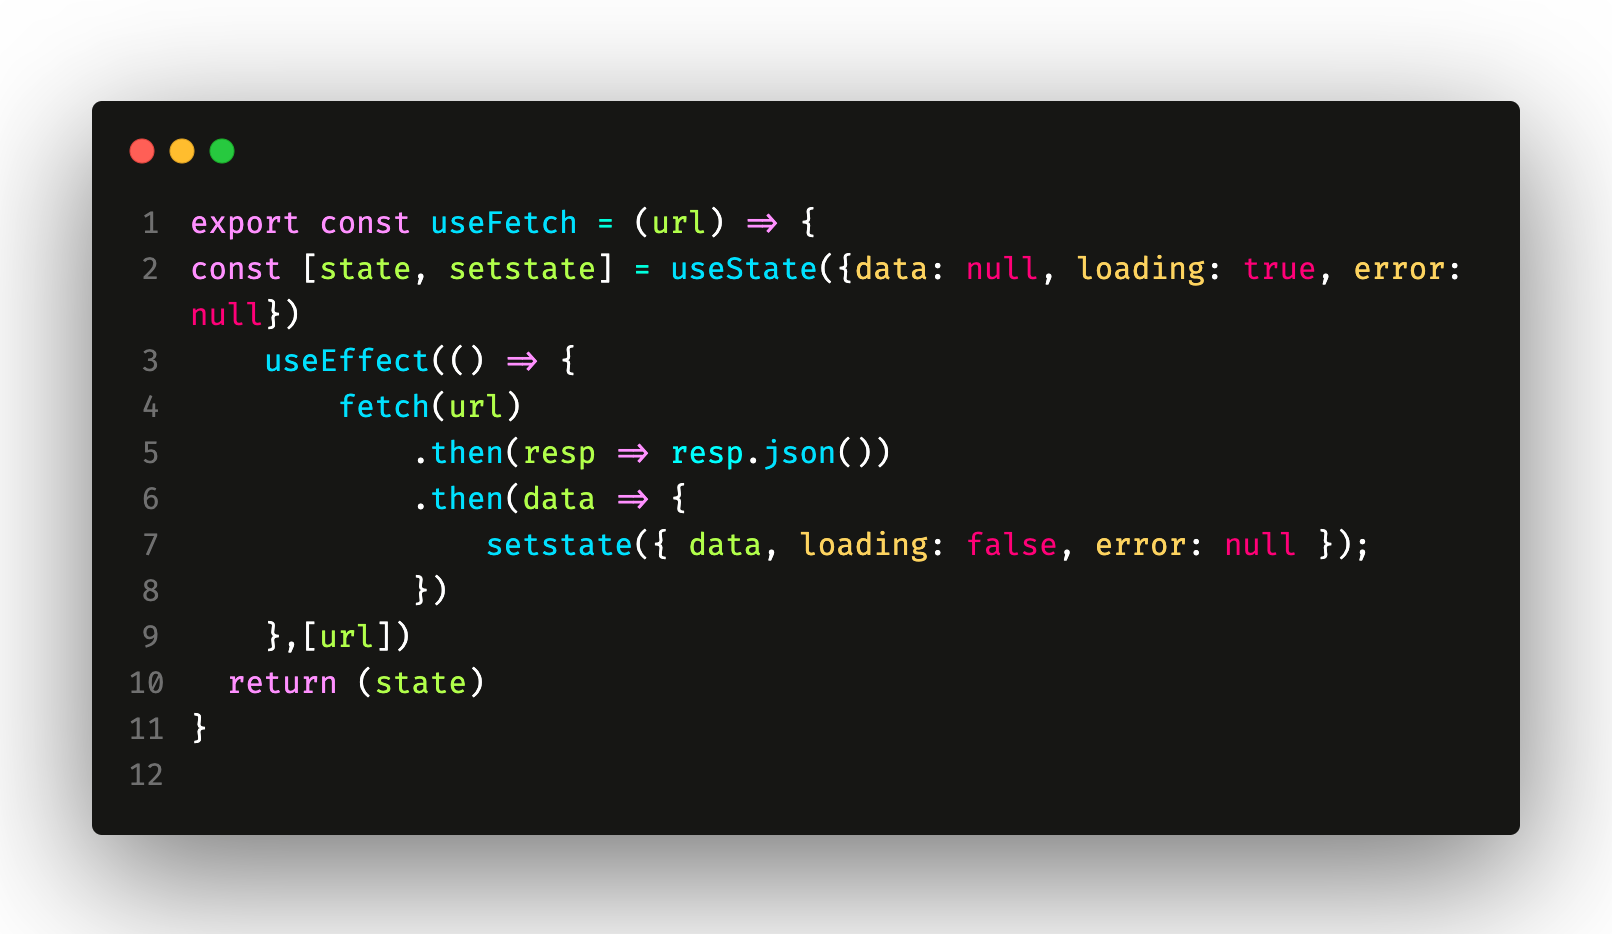 1 export const useFetch = (url) => {
2 const [state, setstate] = useState({data: null, loading: true, error:
null})
3     useEffect(() => {
4         fetch(url)
5             .then(resp => resp.json())
6             .then(data => {
7                 setstate({ data, loading: false, error: null });
8             })
9     },[url])
10   return (state)
11 }
12